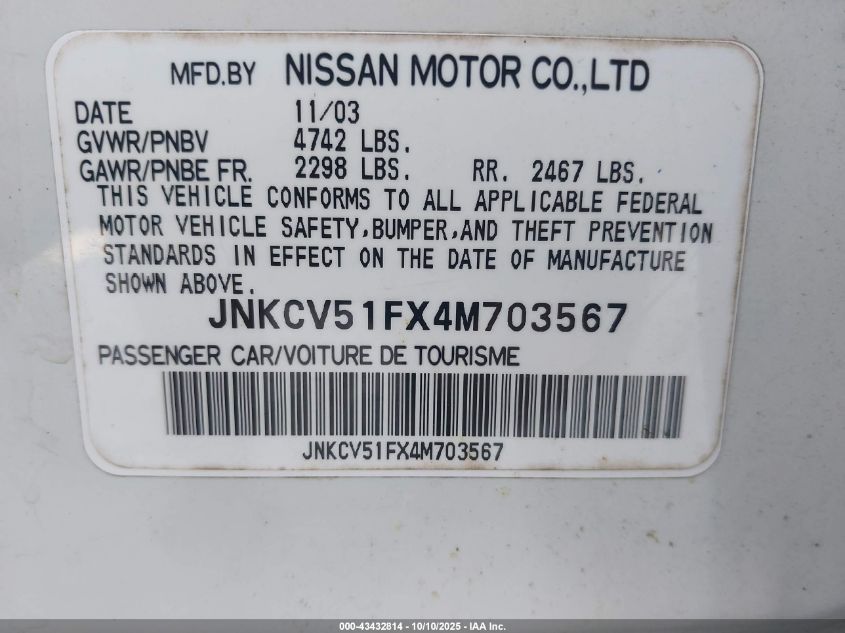 MFD.BY NISSAN MOTOR CO.,LTD
DATE 11/03
GVWR/PNBV 4742 LBS.
GAWR/PNBE FR. 2298 LBS. RR. 2467 LBS.
THIS VEHICLE CONFORMS TO ALL APPLICABLE FEDERAL
MOTOR VEHICLE SAFETY,BUMPER,AND THEFT PREVENTION
STANDARDS IN EFFECT ON THE DATE OF MANUFACTURE
SHOWN ABOVE.
JNKCV51FX4M703567
PASSENGER CAR/VOITURE DE TOURISME
JNKCV51FX4M703567
000-43432814 - 10/10/2025 - IAA Inc.